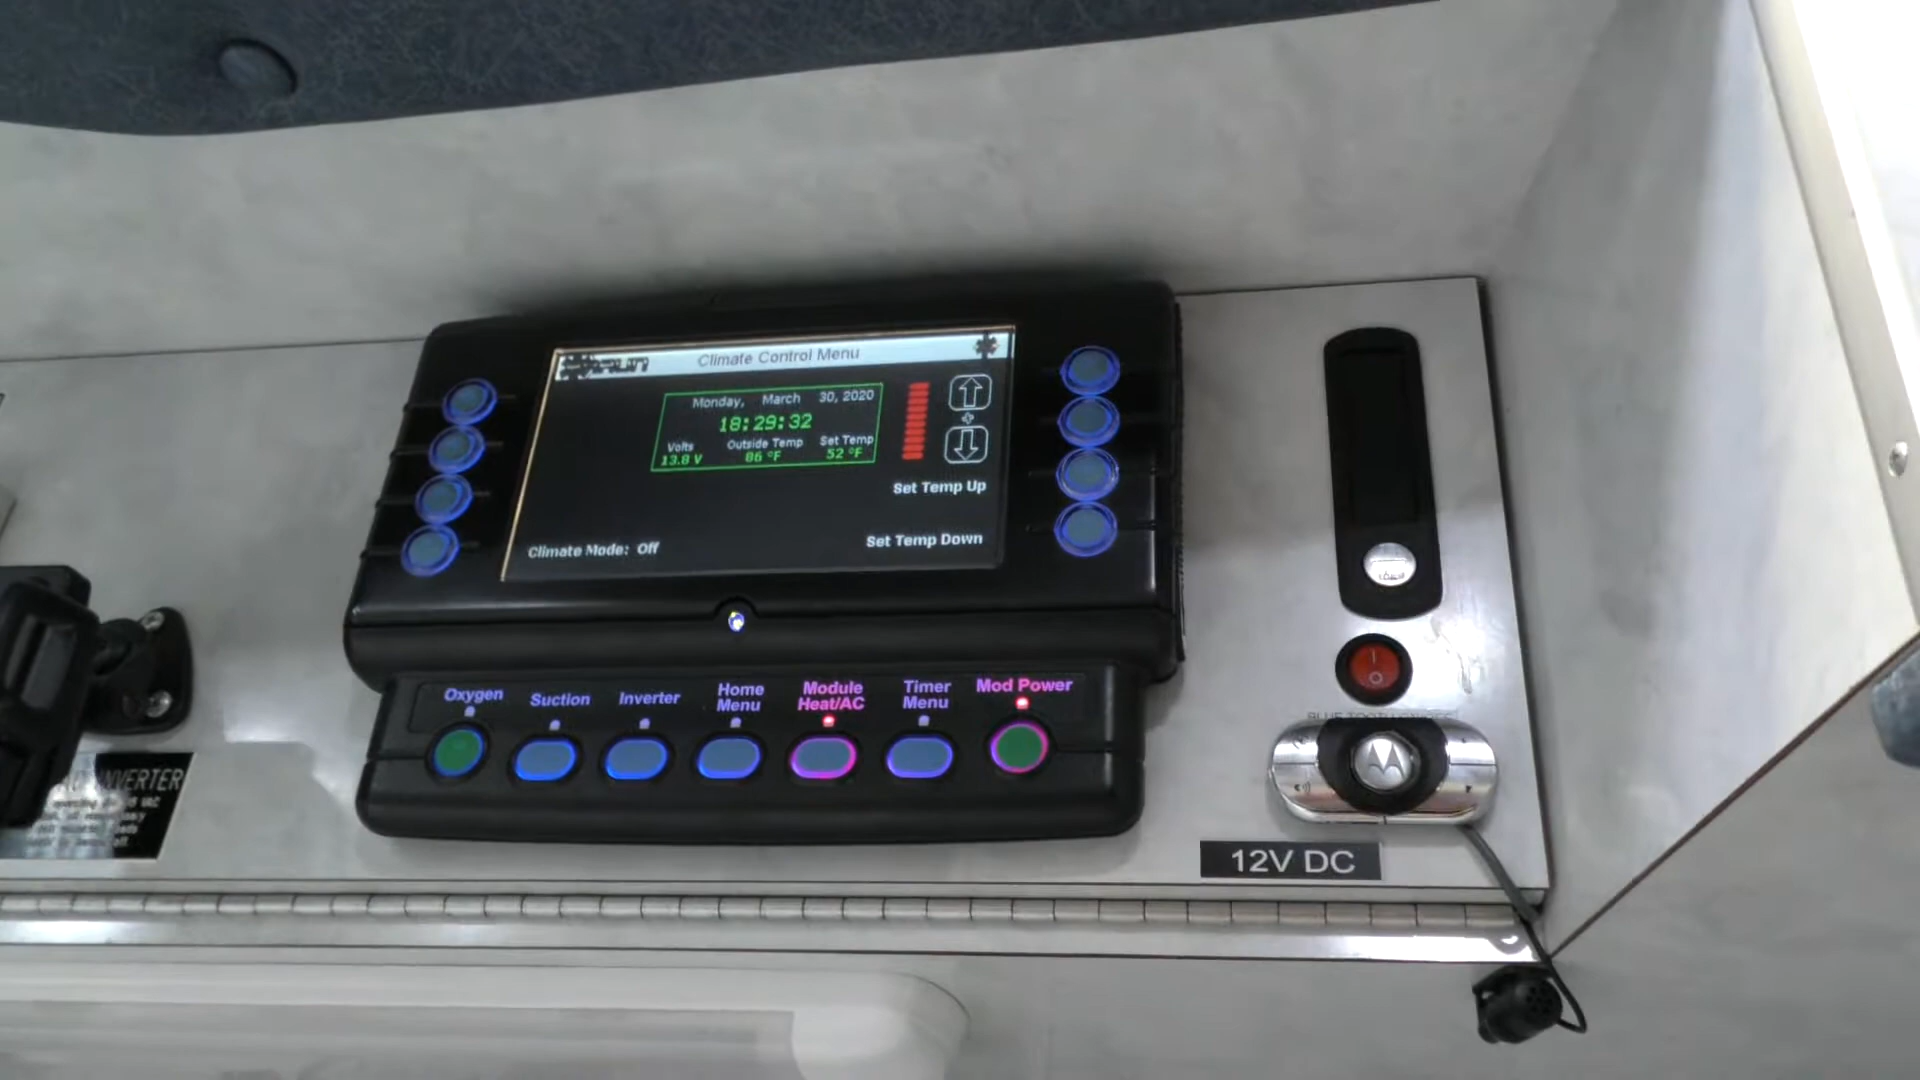 Climate Control Menu
Monday, March 30, 2020
18:29:32
Volts Outside Temp Set Temp
13.8 V 86 °F 52 °F
Set Temp Up
Climate Mode: Off
Set Temp Down
Oxygen
Suction
Inverter
Home
Menu
Module
Heat/AC
Timer
Menu
Mod Power
INVERTER
12V DC